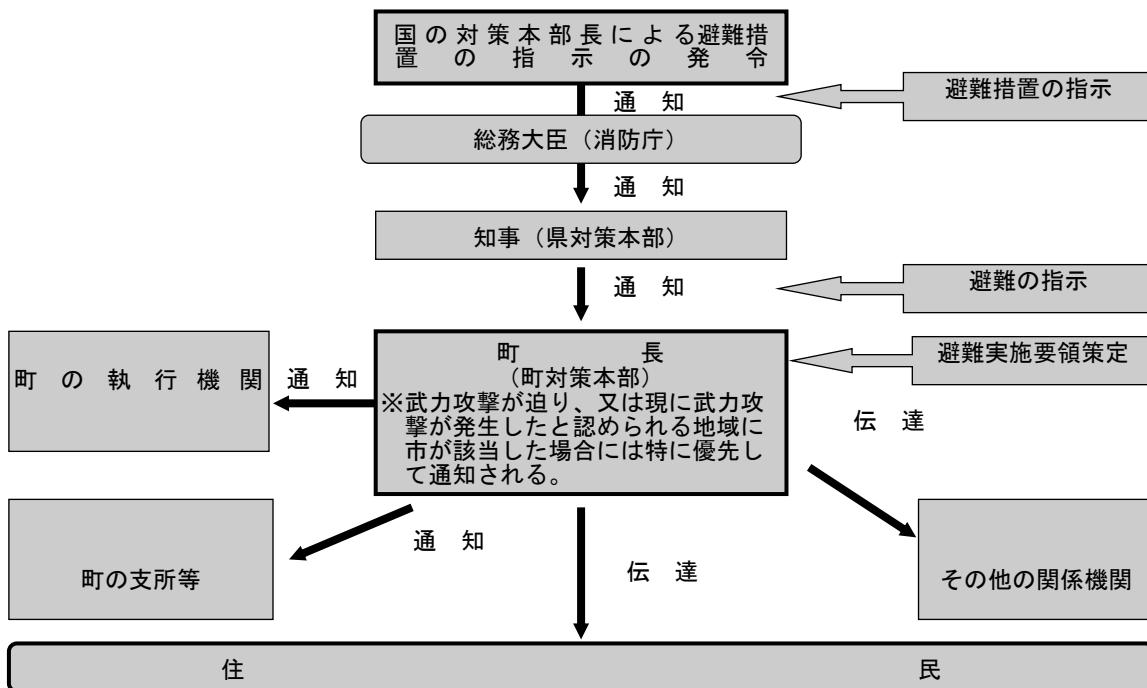 国の対策本部長による避難措
置の指示の発令
通 知
避難措置の指示
総務大臣（消防庁）
通 知
知事（県対策本部）
通 知
避難の指示
町 長
（町対策本部）
※武力攻撃が迫り、又は現に武力攻
撃が発生したと認められる地域に
市が該当した場合には特に優先し
て通知される。
避難実施要領策定
町の執行機関
通 知
伝 達
通 知
町の支所等
伝 達
その他の関係機関
住 民